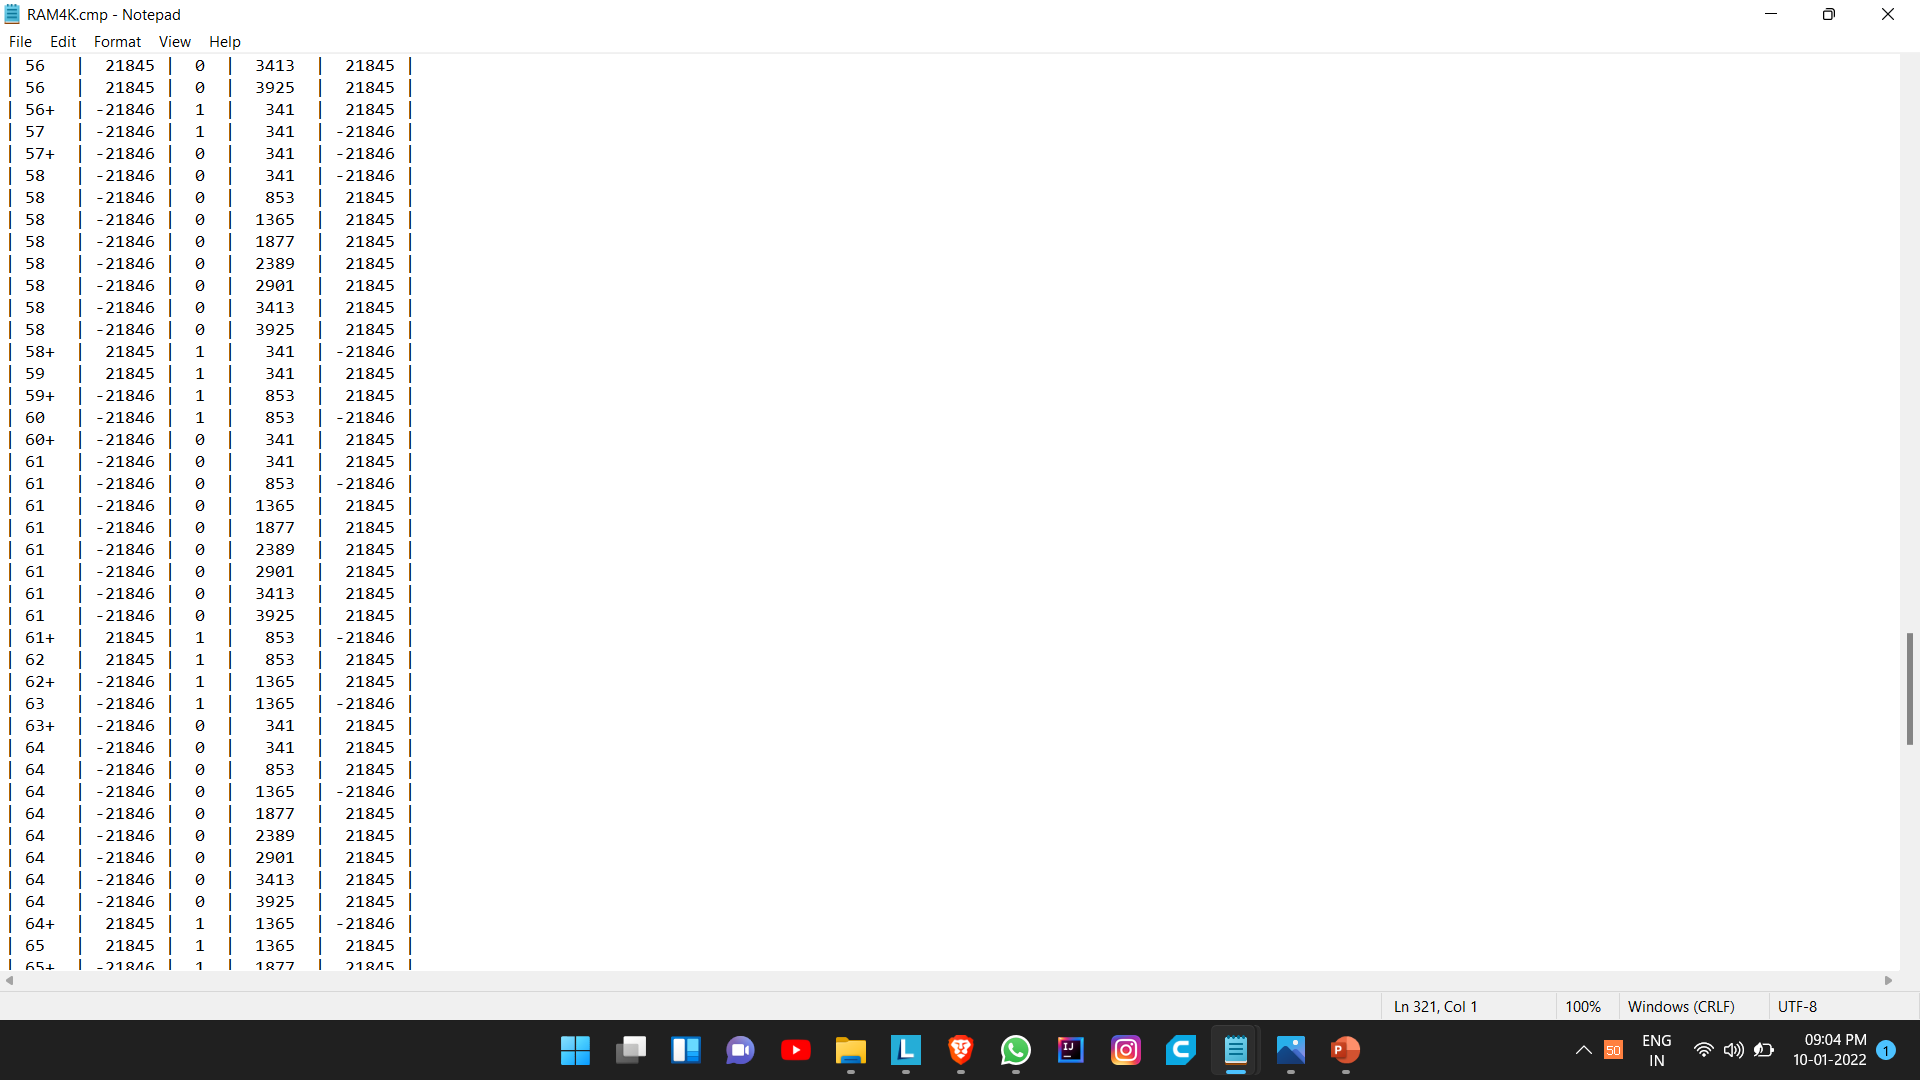 RAM4K.cmp - Notepad
File Edit Format View Help
| 56 | 21845 | 0 | 3413 | 21845 |
| 56 | 21845 | 0 | 3925 | 21845 |
| 56+ | -21846 | 1 | 341 | 21845 |
| 57 | -21846 | 1 | 341 | -21846 |
| 57+ | -21846 | 0 | 341 | -21846 |
| 58 | -21846 | 0 | 341 | -21846 |
| 58 | -21846 | 0 | 853 | 21845 |
| 58 | -21846 | 0 | 1365 | 21845 |
| 58 | -21846 | 0 | 1877 | 21845 |
| 58 | -21846 | 0 | 2389 | 21845 |
| 58 | -21846 | 0 | 2901 | 21845 |
| 58 | -21846 | 0 | 3413 | 21845 |
| 58 | -21846 | 0 | 3925 | 21845 |
| 58+ | 21845 | 1 | 341 | -21846 |
| 59 | 21845 | 1 | 341 | 21845 |
| 59+ | -21846 | 1 | 853 | 21845 |
| 60 | -21846 | 1 | 853 | -21846 |
| 60+ | -21846 | 0 | 341 | 21845 |
| 61 | -21846 | 0 | 341 | 21845 |
| 61 | -21846 | 0 | 853 | -21846 |
| 61 | -21846 | 0 | 1365 | 21845 |
| 61 | -21846 | 0 | 1877 | 21845 |
| 61 | -21846 | 0 | 2389 | 21845 |
| 61 | -21846 | 0 | 2901 | 21845 |
| 61 | -21846 | 0 | 3413 | 21845 |
| 61 | -21846 | 0 | 3925 | 21845 |
| 61+ | 21845 | 1 | 853 | -21846 |
| 62 | 21845 | 1 | 853 | 21845 |
| 62+ | -21846 | 1 | 1365 | 21845 |
| 63 | -21846 | 1 | 1365 | -21846 |
| 63+ | -21846 | 0 | 341 | 21845 |
| 64 | -21846 | 0 | 341 | 21845 |
| 64 | -21846 | 0 | 853 | 21845 |
| 64 | -21846 | 0 | 1365 | -21846 |
| 64 | -21846 | 0 | 1877 | 21845 |
| 64 | -21846 | 0 | 2389 | 21845 |
| 64 | -21846 | 0 | 2901 | 21845 |
| 64 | -21846 | 0 | 3413 | 21845 |
| 64 | -21846 | 0 | 3925 | 21845 |
| 64+ | 21845 | 1 | 1365 | -21846 |
| 65 | 21845 | 1 | 1365 | 21845 |
| 65+ | -21846 | 1 | 1877 | 21845 |
Ln 321, Col 1 100% Windows (CRLF) UTF-8
L IJ P 50 ENG IN 09:04 PM 1
10-01-2022